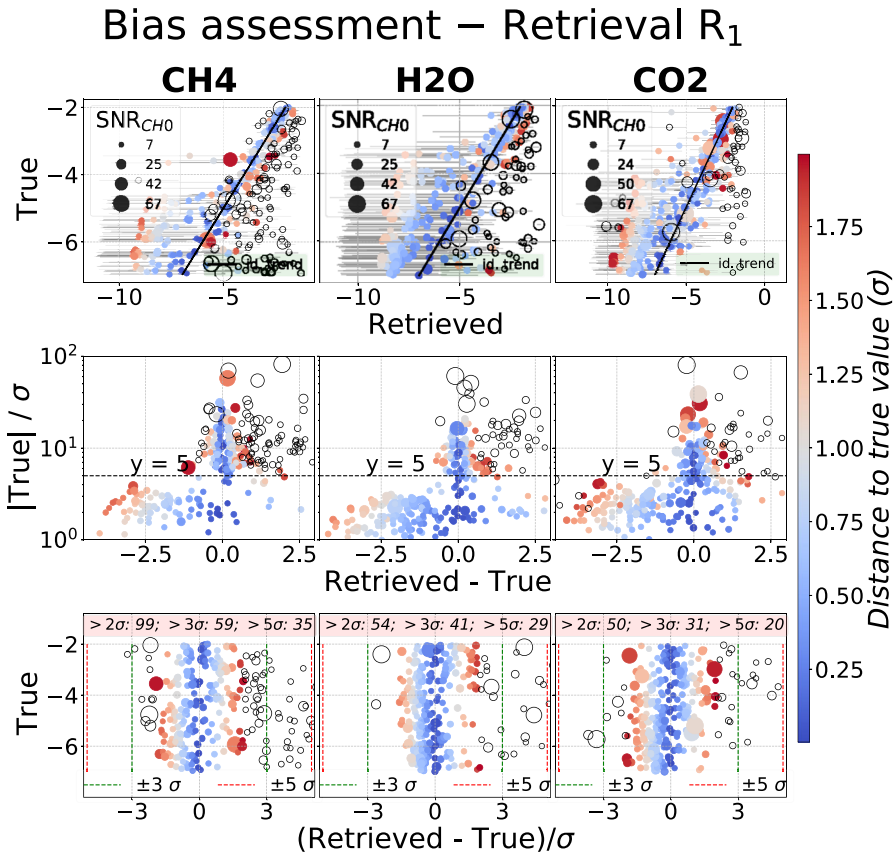 Bias assessment − Retrieval R1
CH4 H2O CO2
True
−2
−4
−6
SNRCH0
7
25
42
67
id. trend
SNRCH0
7
25
42
67
id. trend
SNRCH0
7
24
50
67
id. trend
−10 −5
−10 −5
−10 −5 0
Retrieved
|True| / σ
10^2
10^1
10^0
y = 5 y = 5 y = 5
−2.5 0.0 2.5
−2.5 0.0 2.5
−2.5 0.0 2.5
Retrieved - True
> 2σ: 99; > 3σ: 59; > 5σ: 35
> 2σ: 54; > 3σ: 41; > 5σ: 29
> 2σ: 50; > 3σ: 31; > 5σ: 20
True
−2
−4
−6
±3 σ ±5 σ
±3 σ ±5 σ
±3 σ ±5 σ
−3 0 3
−3 0 3
−3 0 3
(Retrieved - True)/σ
1.75
1.50
1.25
1.00
0.75
0.50
0.25
Distance to true value (σ)